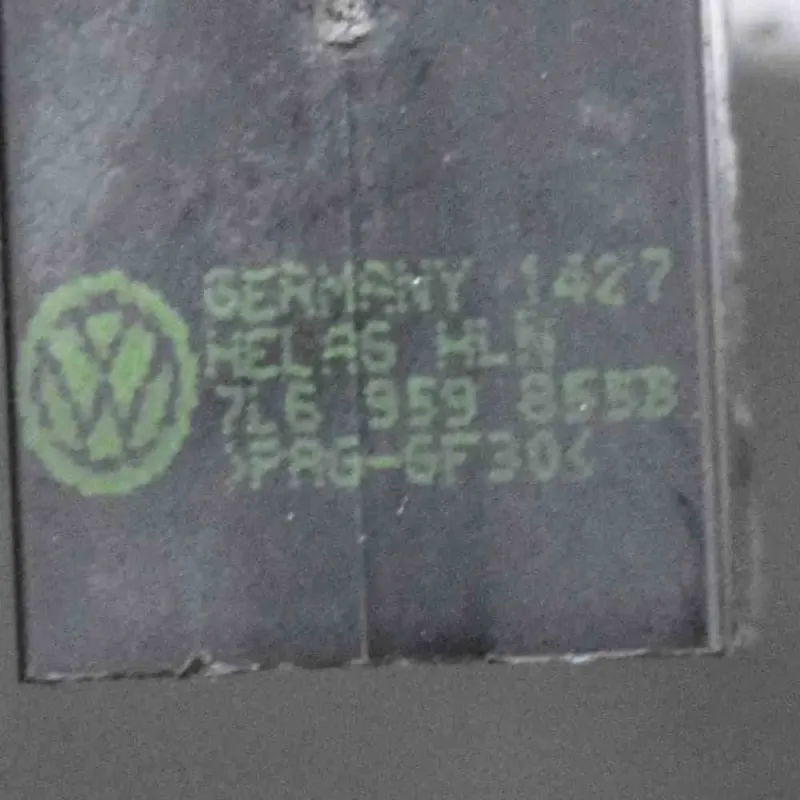 GERMANY 1427
HELAG HLN
7L6 959 855B
>PA6-GF30<